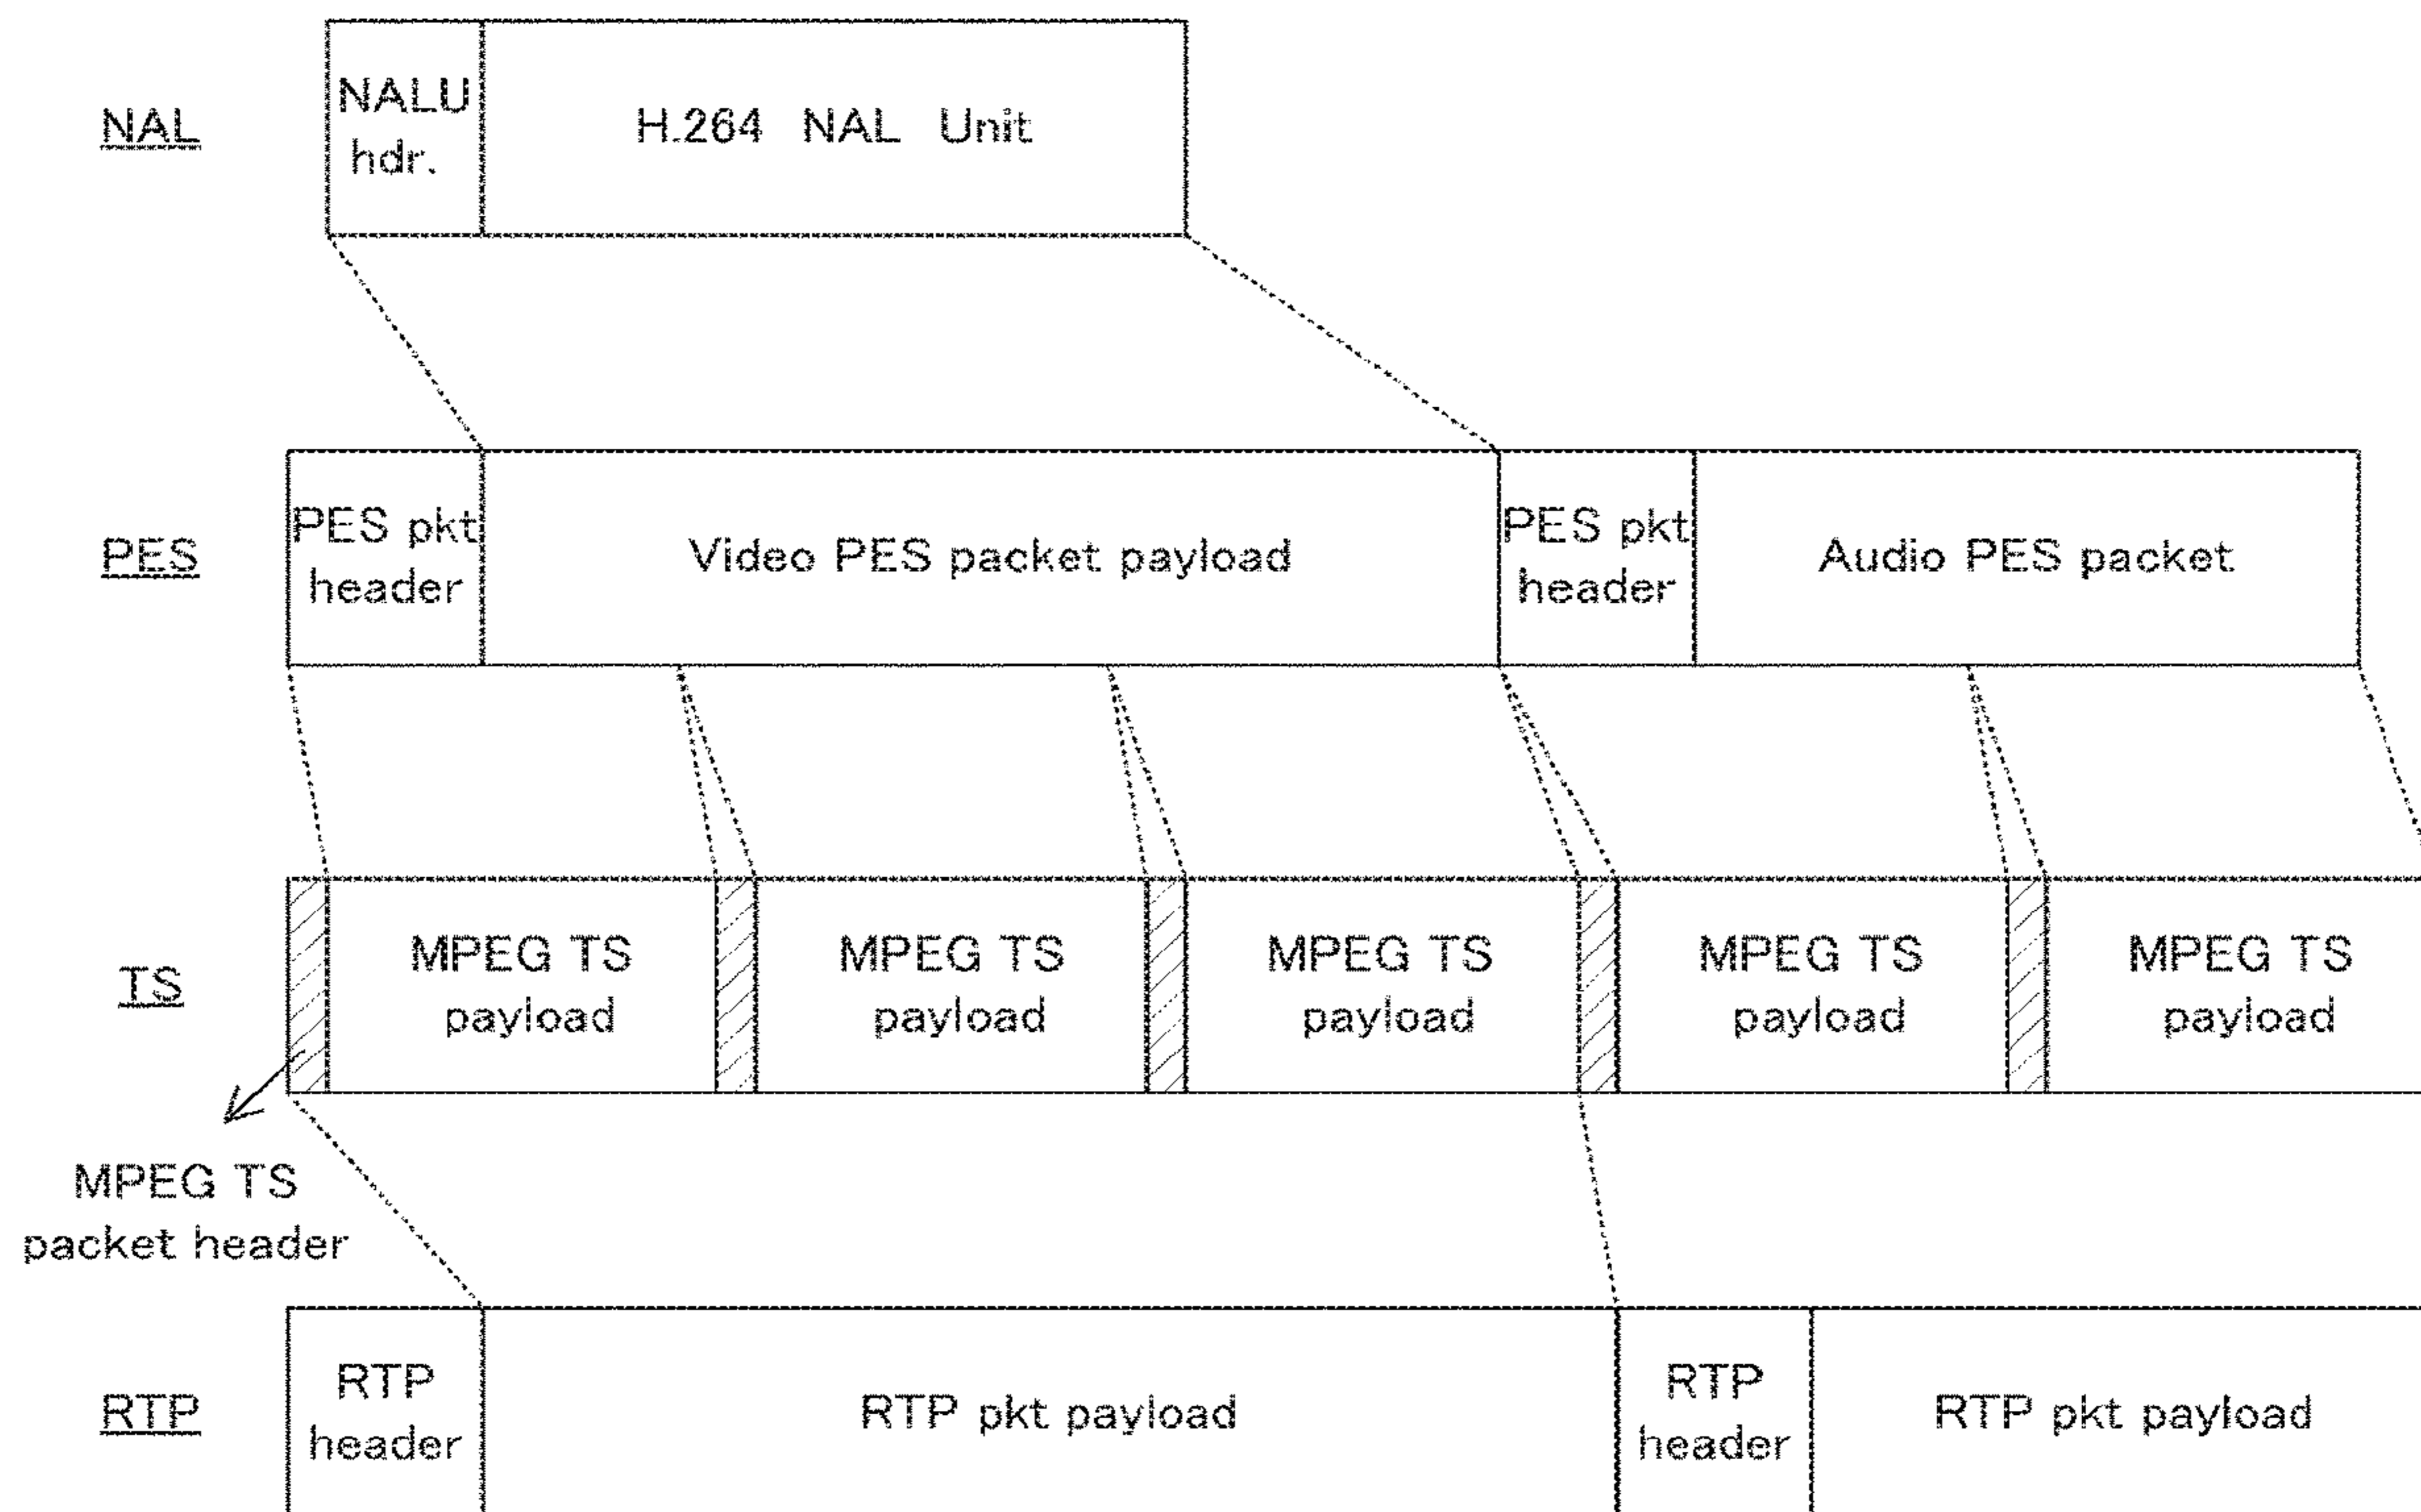 NAL
NALU
hdr.
H.264 NAL Unit
PES
PES pkt
header
Video PES packet payload
PES pkt
header
Audio PES packet
TS
MPEG TS
payload
MPEG TS
payload
MPEG TS
payload
MPEG TS
payload
MPEG TS
payload
MPEG TS
packet header
RTP
RTP
header
RTP pkt payload
RTP
header
RTP pkt payload